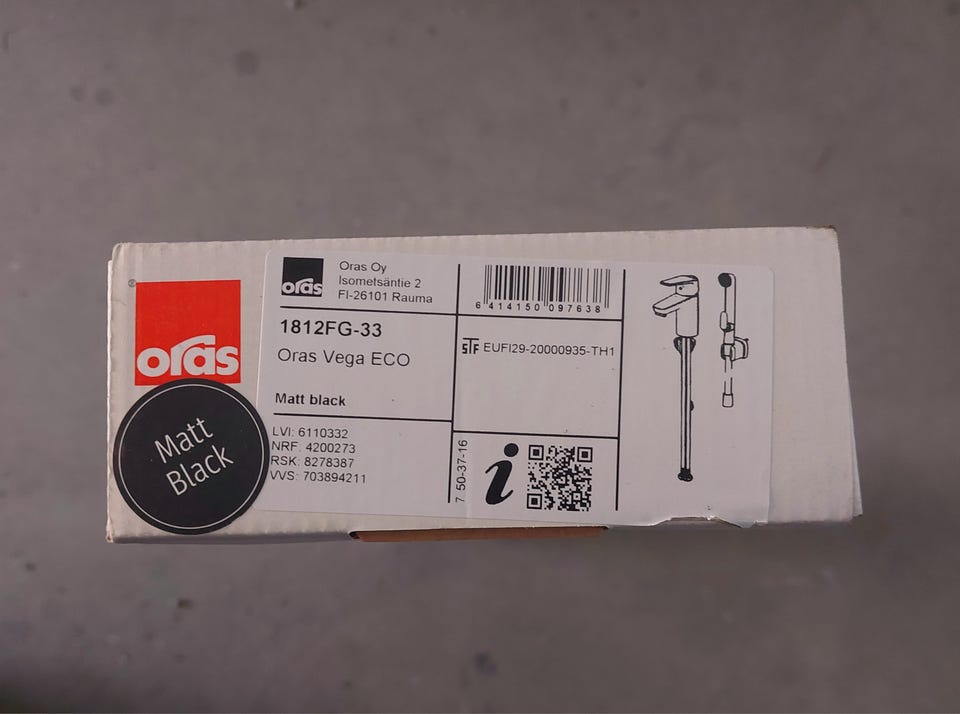 ®
oras
Matt
Black
oras
Oras Oy
Isometsäntie 2
FI-26101 Rauma
1812FG-33
Oras Vega ECO
Matt black
LVI: 6110332
NRF: 4200273
RSK: 8278387
VVS: 703894211
6 414150 097638
STF EUFI29-20000935-TH1
7 50-37-16
i